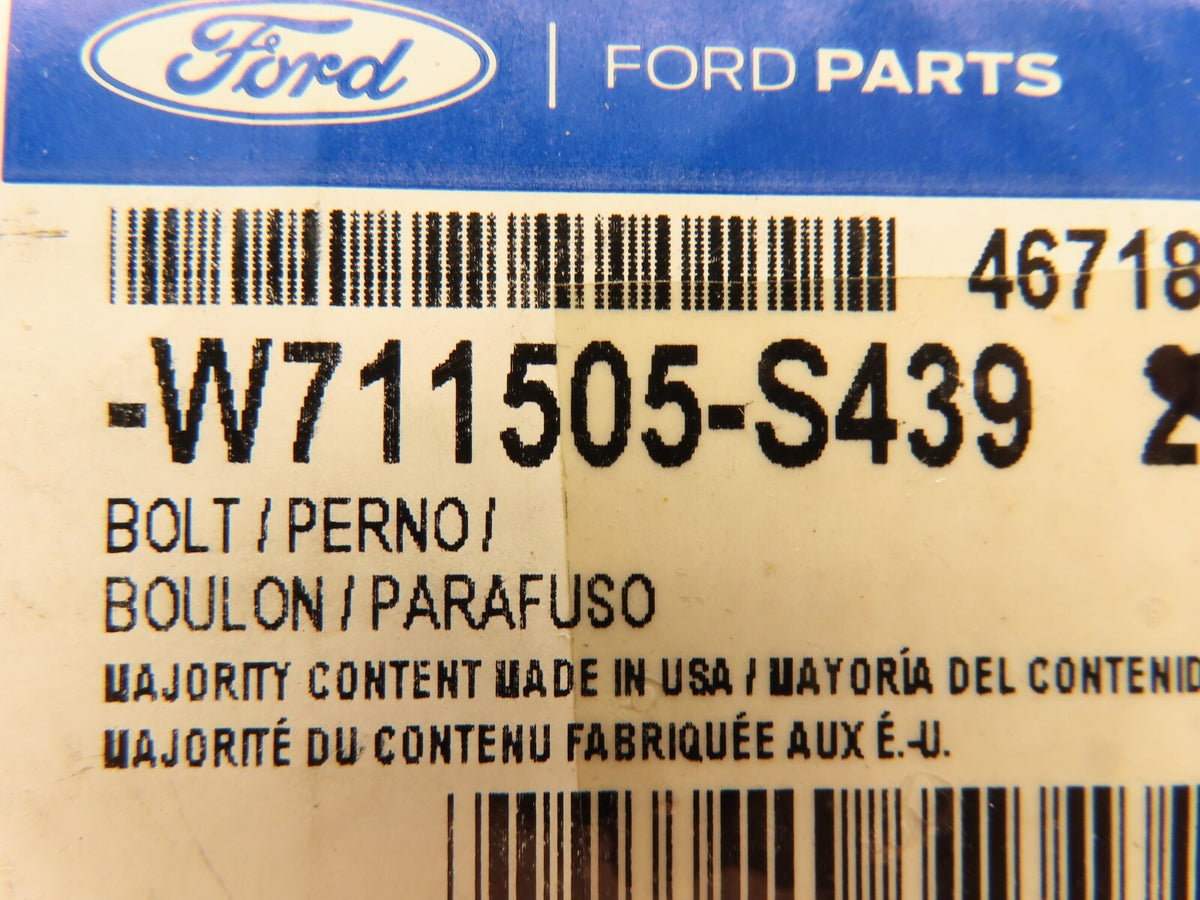 Ford FORD PARTS
46718
-W711505-S439 2
BOLT / PERNO /
BOULON / PARAFUSO
MAJORITY CONTENT MADE IN USA / MAYORÍA DEL CONTENID
MAJORITÉ DU CONTENU FABRIQUÉE AUX É.-U.